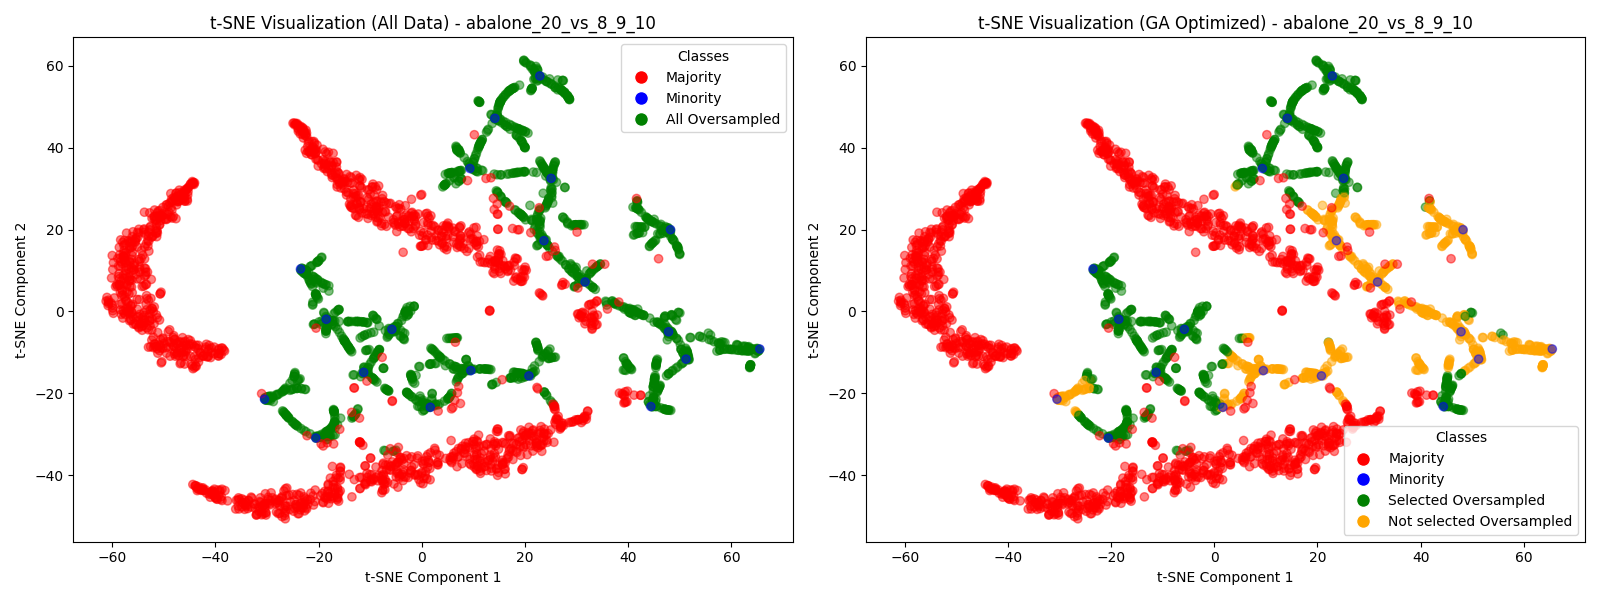 t-SNE Visualization (All Data) - abalone_20_vs_8_9_10
t-SNE Component 2
60
40
20
0
−20
−40
Classes
Majority
Minority
All Oversampled
−60
−40
−20
0
20
40
60
t-SNE Component 1
t-SNE Visualization (GA Optimized) - abalone_20_vs_8_9_10
t-SNE Component 2
60
40
20
0
−20
−40
Classes
Majority
Minority
Selected Oversampled
Not selected Oversampled
−60
−40
−20
0
20
40
60
t-SNE Component 1